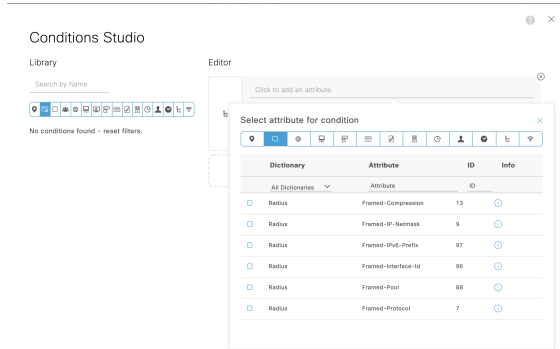 Conditions Studio
Library
Editor
Search by Name
No conditions found - reset filters.
Click to add an attribute
Select attribute for condition
Dictionary Attribute ID Info
All Dictionaries Attribute ID
Radius Framed-Compression 13
Radius Framed-IP-Netmask 9
Radius Framed-IPv6-Prefix 97
Radius Framed-Interface-Id 96
Radius Framed-Pool 88
Radius Framed-Protocol 7